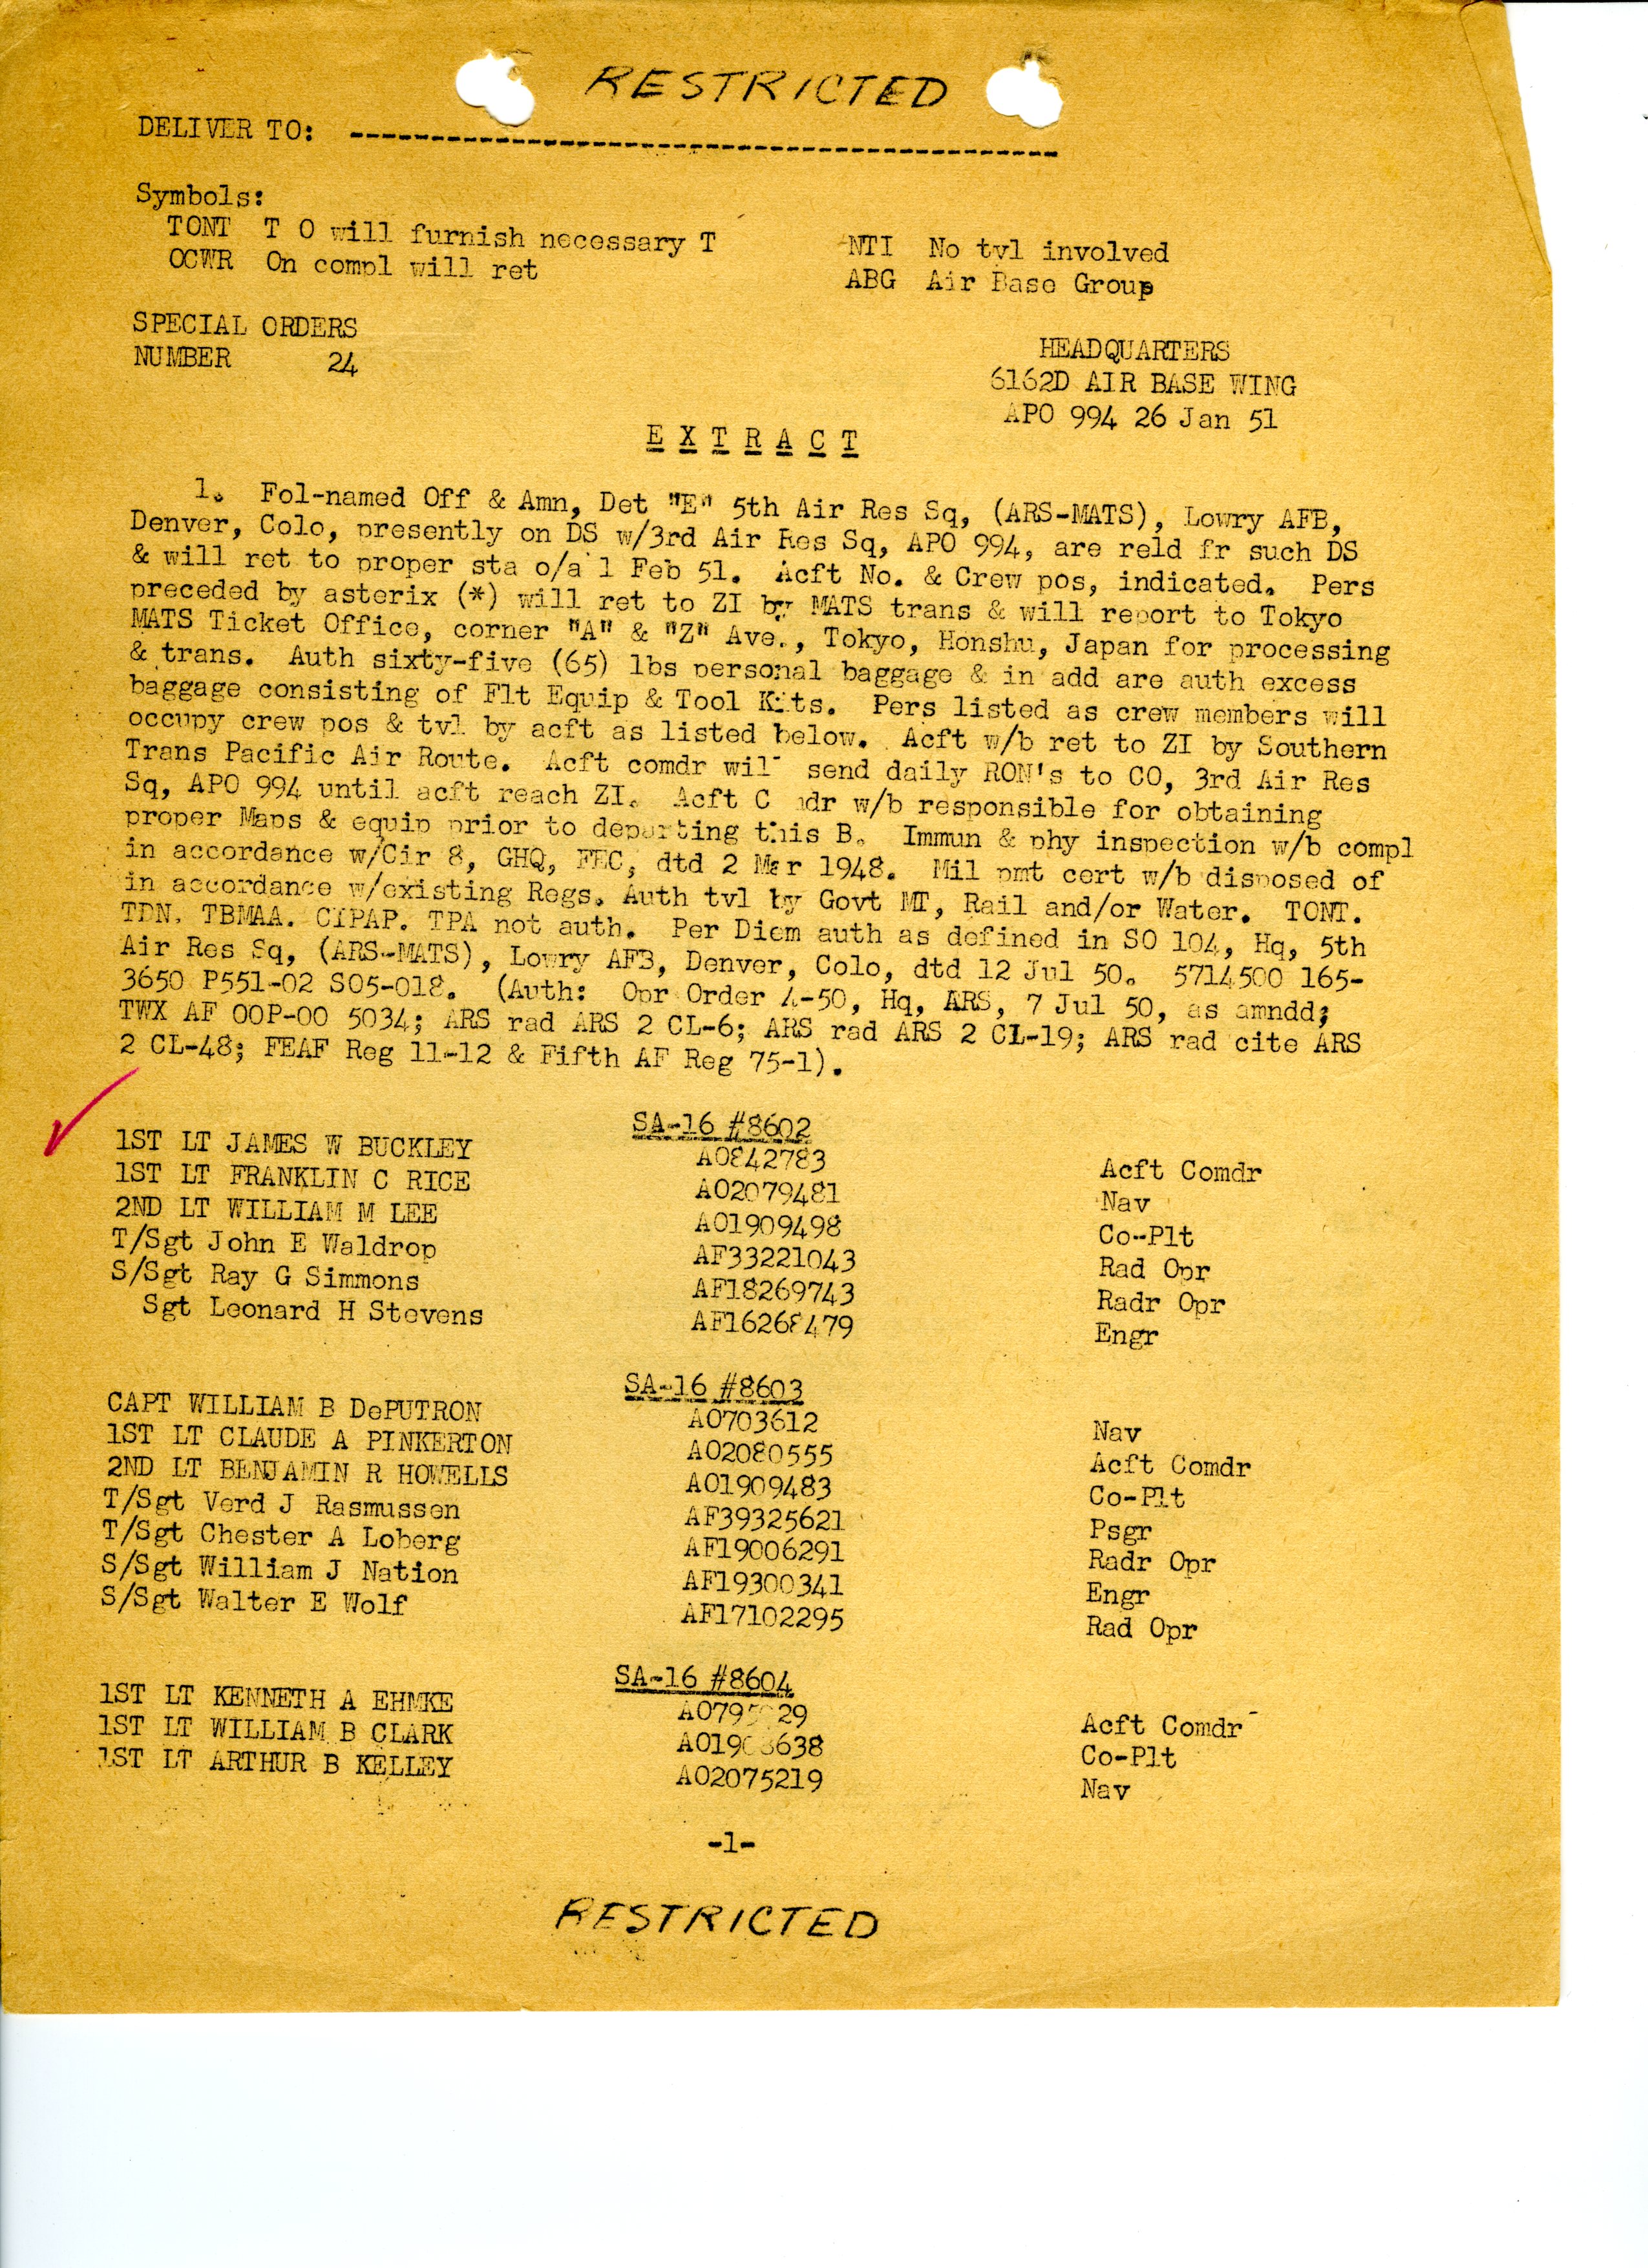 RESTRICTED
DELIVER TO: ----------------------------------------
Symbols:
TONT T O will furnish necessary T
OCWR On compl will ret
NTI No tvl involved
ABG Air Base Group
SPECIAL ORDERS
NUMBER 24
HEADQUARTERS
6162D AIR BASE WING
APO 994 26 Jan 51
E X T R A C T
1. Fol-named Off & Amn, Det "E" 5th Air Res Sq, (ARS-MATS), Lowry AFB,
Denver, Colo, presently on DS w/3rd Air Res Sq, APO 994, are reld fr such DS
& will ret to proper sta o/a 1 Feb 51. Acft No. & Crew pos, indicated. Pers
preceded by asterix (*) will ret to ZI by MATS trans & will report to Tokyo
MATS Ticket Office, corner "A" & "Z" Ave., Tokyo, Honshu, Japan for processing
& trans. Auth sixty-five (65) lbs personal baggage & in add are auth excess
baggage consisting of Flt Equip & Tool Kits. Pers listed as crew members will
occupy crew pos & tvl by acft as listed below. Acft w/b ret to ZI by Southern
Trans Pacific Air Route. Acft comdr wil send daily RON's to CO, 3rd Air Res
Sq, APO 994 until acft reach ZI. Acft C dr w/b responsible for obtaining
proper Maps & equip prior to departing this B. Immun & phy inspection w/b compl
in accordance w/Cir 8, GHQ, FEC, dtd 2 Mar 1948. Mil pmt cert w/b disposed of
in accordance w/existing Regs. Auth tvl by Govt MT, Rail and/or Water. TONT.
TDN. TBMAA. CIPAP. TPA not auth. Per Diem auth as defined in SO 104, Hq, 5th
Air Res Sq, (ARS-MATS), Lowry AFB, Denver, Colo, dtd 12 Jul 50. 5714500 165-
3650 P551-02 S05-018. (Auth: Opr Order 4-50, Hq, ARS, 7 Jul 50, as amndd;
TWX AF OOP-OO 5034; ARS rad ARS 2 CL-6; ARS rad ARS 2 CL-19; ARS rad cite ARS
2 CL-48; FEAF Reg 11-12 & Fifth AF Reg 75-1).
SA-16 #8602
1ST LT JAMES W BUCKLEY AO842783 Acft Comdr
1ST LT FRANKLIN C RICE AO2079481 Nav
2ND LT WILLIAM M LEE AO1909498 Co-Plt
T/Sgt John E Waldrop AF33221043 Rad Opr
S/Sgt Ray G Simmons AF18269743 Radr Opr
Sgt Leonard H Stevens AF16268479 Engr
SA-16 #8603
CAPT WILLIAM B DePUTRON AO703612 Nav
1ST LT CLAUDE A PINKERTON AO2080555 Acft Comdr
2ND LT BENJAMIN R HOWELLS AO1909483 Co-Plt
T/Sgt Verd J Rasmussen AF39325621 Psgr
T/Sgt Chester A Loberg AF19006291 Radr Opr
S/Sgt William J Nation AF19300341 Engr
S/Sgt Walter E Wolf AF17102295 Rad Opr
SA-16 #8604
1ST LT KENNETH A EHMKE Acft Comdr
1ST LT WILLIAM B CLARK Co-Plt
1ST LT ARTHUR B KELLEY AO2075219 Nav
-1-
RESTRICTED